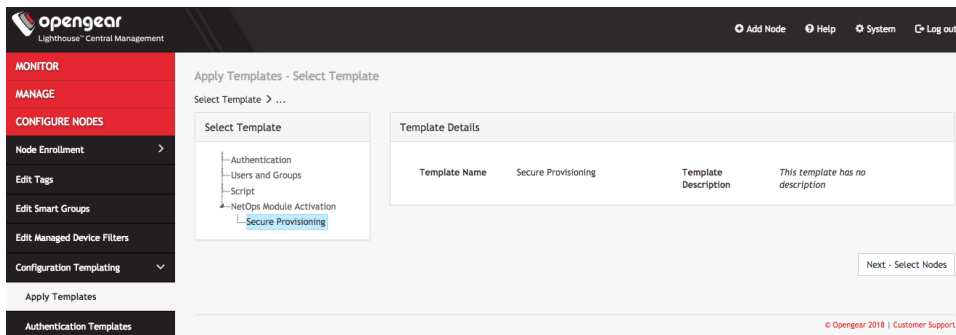 opengear
Lighthouse™ Central Management
Add Node Help System Log out
MONITOR
MANAGE
CONFIGURE NODES
Node Enrollment
Edit Tags
Edit Smart Groups
Edit Managed Device Filters
Configuration Templating
Apply Templates
Authentication Templates
Apply Templates - Select Template
Select Template > ...
Select Template
Authentication
Users and Groups
Script
NetOps Module Activation
Secure Provisioning
Template Details
Template Name Secure Provisioning
Template Description
This template has no
description
Next - Select Nodes
© Opengear 2018 | Customer Support